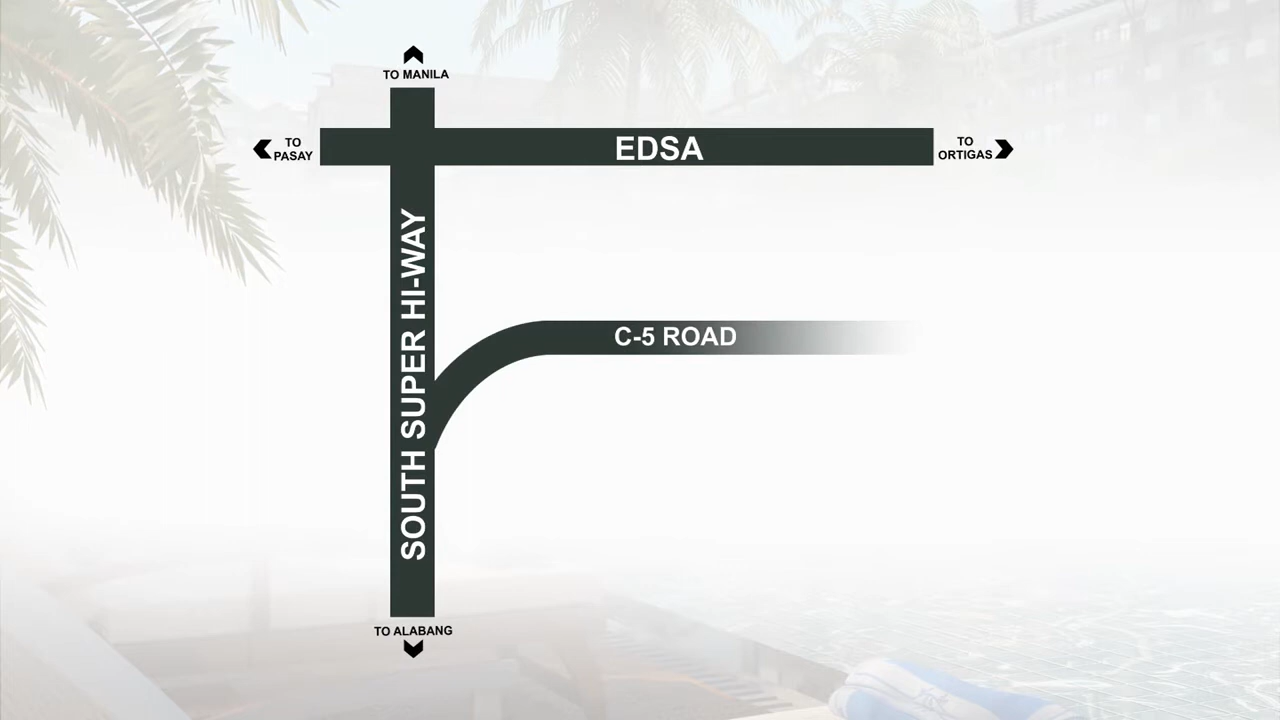 TO MANILA
TO
PASAY
EDSA
TO
ORTIGAS
SOUTH SUPER HI-WAY
C-5 ROAD
TO ALABANG